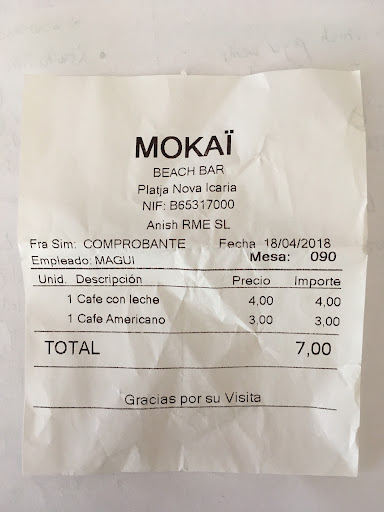 MOKAÏ
BEACH BAR
Platja Nova Icaria
NIF: B65317000
Anish RME SL
Fra Sim: COMPROBANTE Fecha 18/04/2018
Empleado: MAGUI Mesa: 090
Unid. Descripción Precio Importe
1 Cafe con leche 4,00 4,00
1 Cafe Americano 3,00 3,00
TOTAL 7,00
Gracias por su Visita